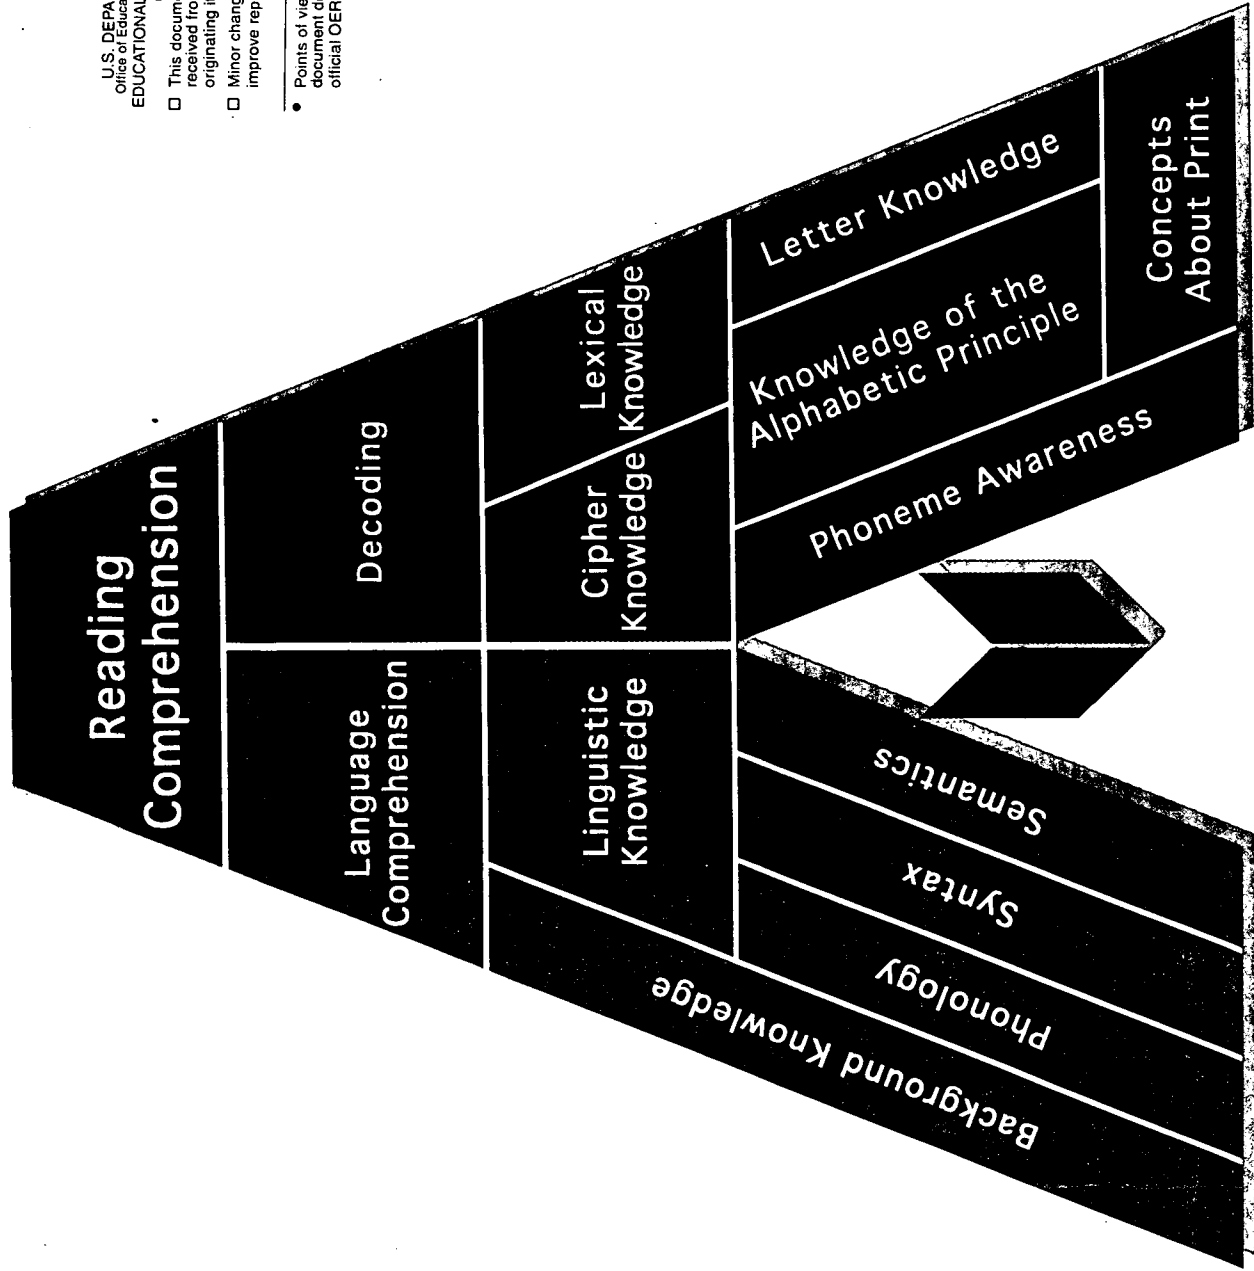 U.S. DEPA
Office of Educa
EDUCATIONAL
□ This docume
received fro
originating i
□ Minor chang
improve rep
• Points of vie
document d
official OER
Reading
Comprehension
Language
Comprehension
Decoding
Background Knowledge
Linguistic
Knowledge
Cipher
Knowledge
Lexical
Knowledge
Phonology
Syntax
Semantics
Phoneme Awareness
Knowledge of the
Alphabetic Principle
Letter Knowledge
Concepts
About Print